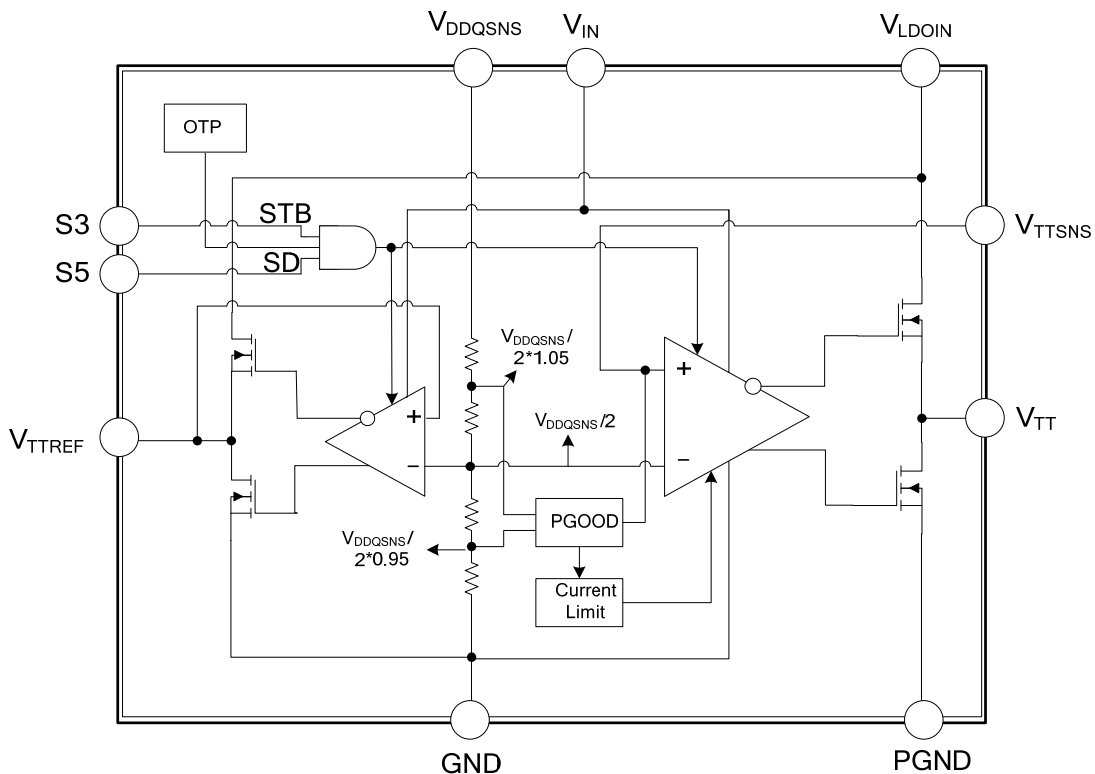 VDDQSNS
VIN
VLDOIN
OTP
S3
STB
VTTSNS
S5
SD
VDDQSNS/
2*1.05
+
+
VDDQSNS/2
VTT
VTTREF
−
−
PGOOD
VDDQSNS/
2*0.95
Current
Limit
GND
PGND